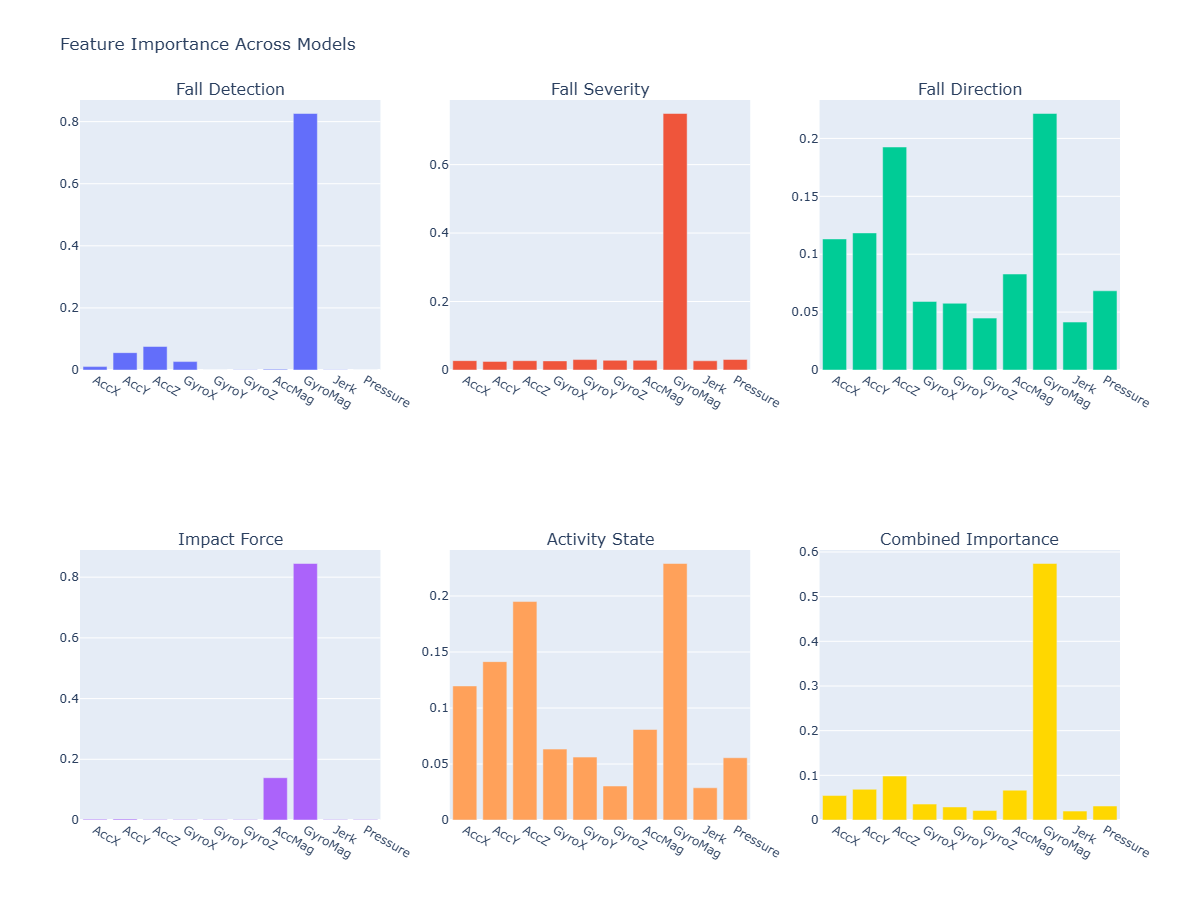 Feature Importance Across Models
Fall Detection
0.8
0.6
0.4
0.2
0
AccX AccY AccZ GyroX GyroY GyroZ AccMag GyroMag Jerk Pressure
Fall Severity
0.6
0.4
0.2
0
AccX AccY AccZ GyroX GyroY GyroZ AccMag GyroMag Jerk Pressure
Fall Direction
0.2
0.15
0.1
0.05
0
AccX AccY AccZ GyroX GyroY GyroZ AccMag GyroMag Jerk Pressure
Impact Force
0.8
0.6
0.4
0.2
0
AccX AccY AccZ GyroX GyroY GyroZ AccMag GyroMag Jerk Pressure
Activity State
0.2
0.15
0.1
0.05
0
AccX AccY AccZ GyroX GyroY GyroZ AccMag GyroMag Jerk Pressure
Combined Importance
0.6
0.5
0.4
0.3
0.2
0.1
0
AccX AccY AccZ GyroX GyroY GyroZ AccMag GyroMag Jerk Pressure